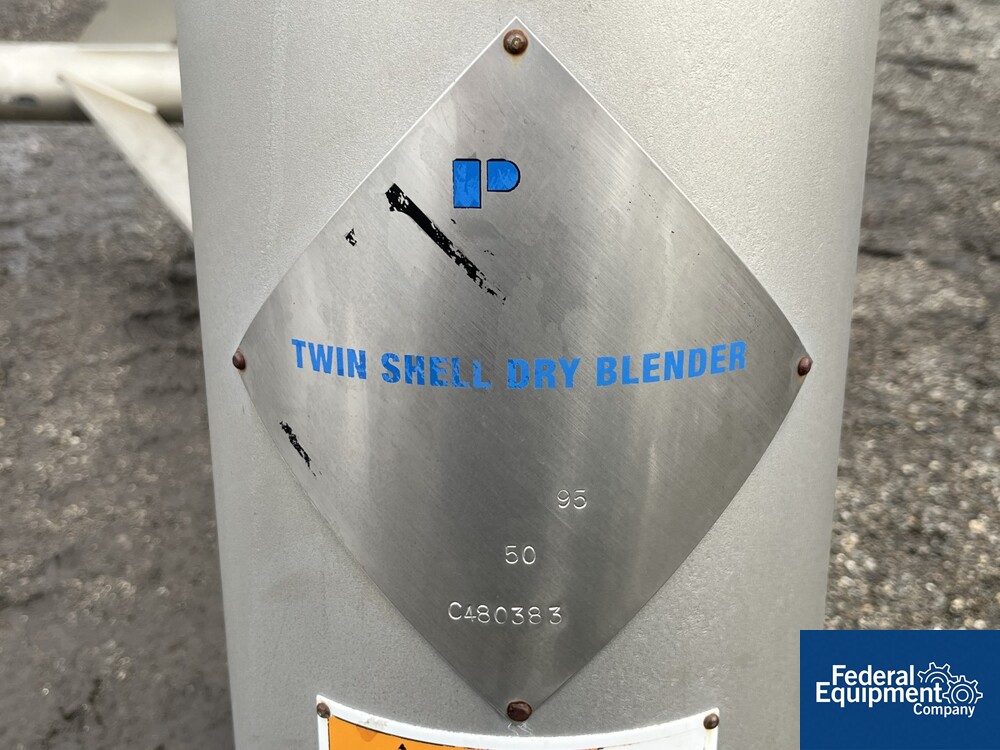 P
TWIN SHELL DRY BLENDER
95
50
C480383
Federal
Equipment
Company